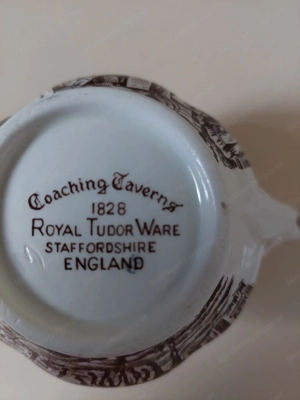 Coaching Taverns
1828
ROYAL TUDOR WARE
STAFFORDSHIRE
ENGLAND